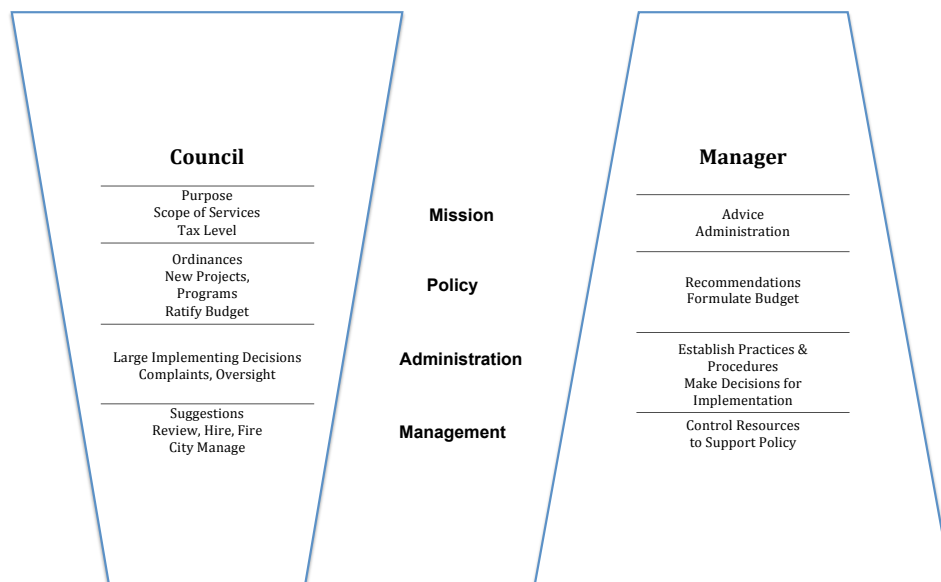 Council
Purpose
Scope of Services
Tax Level
Ordinances
New Projects,
Programs
Ratify Budget
Large Implementing Decisions
Complaints, Oversight
Suggestions
Review, Hire, Fire
City Manage
Mission
Policy
Administration
Management
Manager
Advice
Administration
Recommendations
Formulate Budget
Establish Practices &
Procedures
Make Decisions for
Implementation
Control Resources
to Support Policy